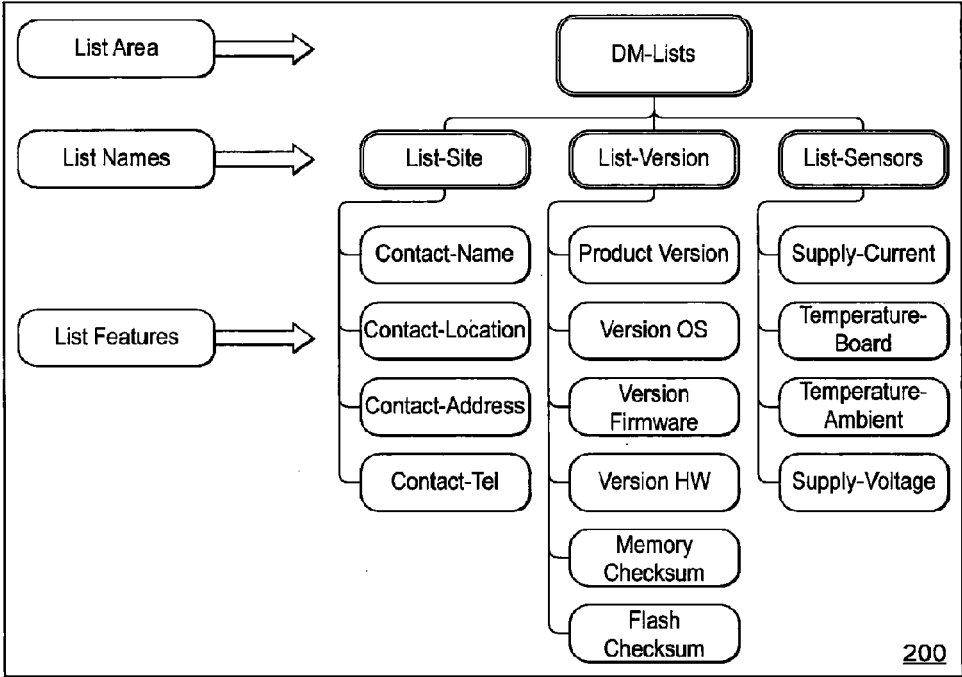 List Area
DM-Lists
List Names
List-Site
List-Version
List-Sensors
Contact-Name
Product Version
Supply-Current
List Features
Contact-Location
Version OS
Temperature-
Board
Contact-Address
Version
Firmware
Temperature-
Ambient
Contact-Tel
Version HW
Supply-Voltage
Memory
Checksum
Flash
Checksum
200